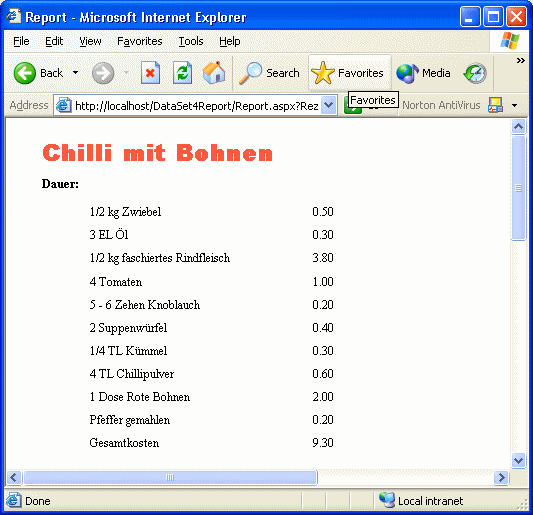 Report - Microsoft Internet Explorer
File Edit View Favorites Tools Help
Back Search Favorites Media
Address http://localhost/DataSet4Report/Report.aspx?Rez Norton AntiVirus
Favorites
Chilli mit Bohnen
Dauer:
1/2 kg Zwiebel 0.50
3 EL Öl 0.30
1/2 kg faschiertes Rindfleisch 3.80
4 Tomaten 1.00
5 - 6 Zehen Knoblauch 0.20
2 Suppenwürfel 0.40
1/4 TL Kümmel 0.30
4 TL Chillipulver 0.60
1 Dose Rote Bohnen 2.00
Pfeffer gemahlen 0.20
Gesamtkosten 9.30
Done Local intranet